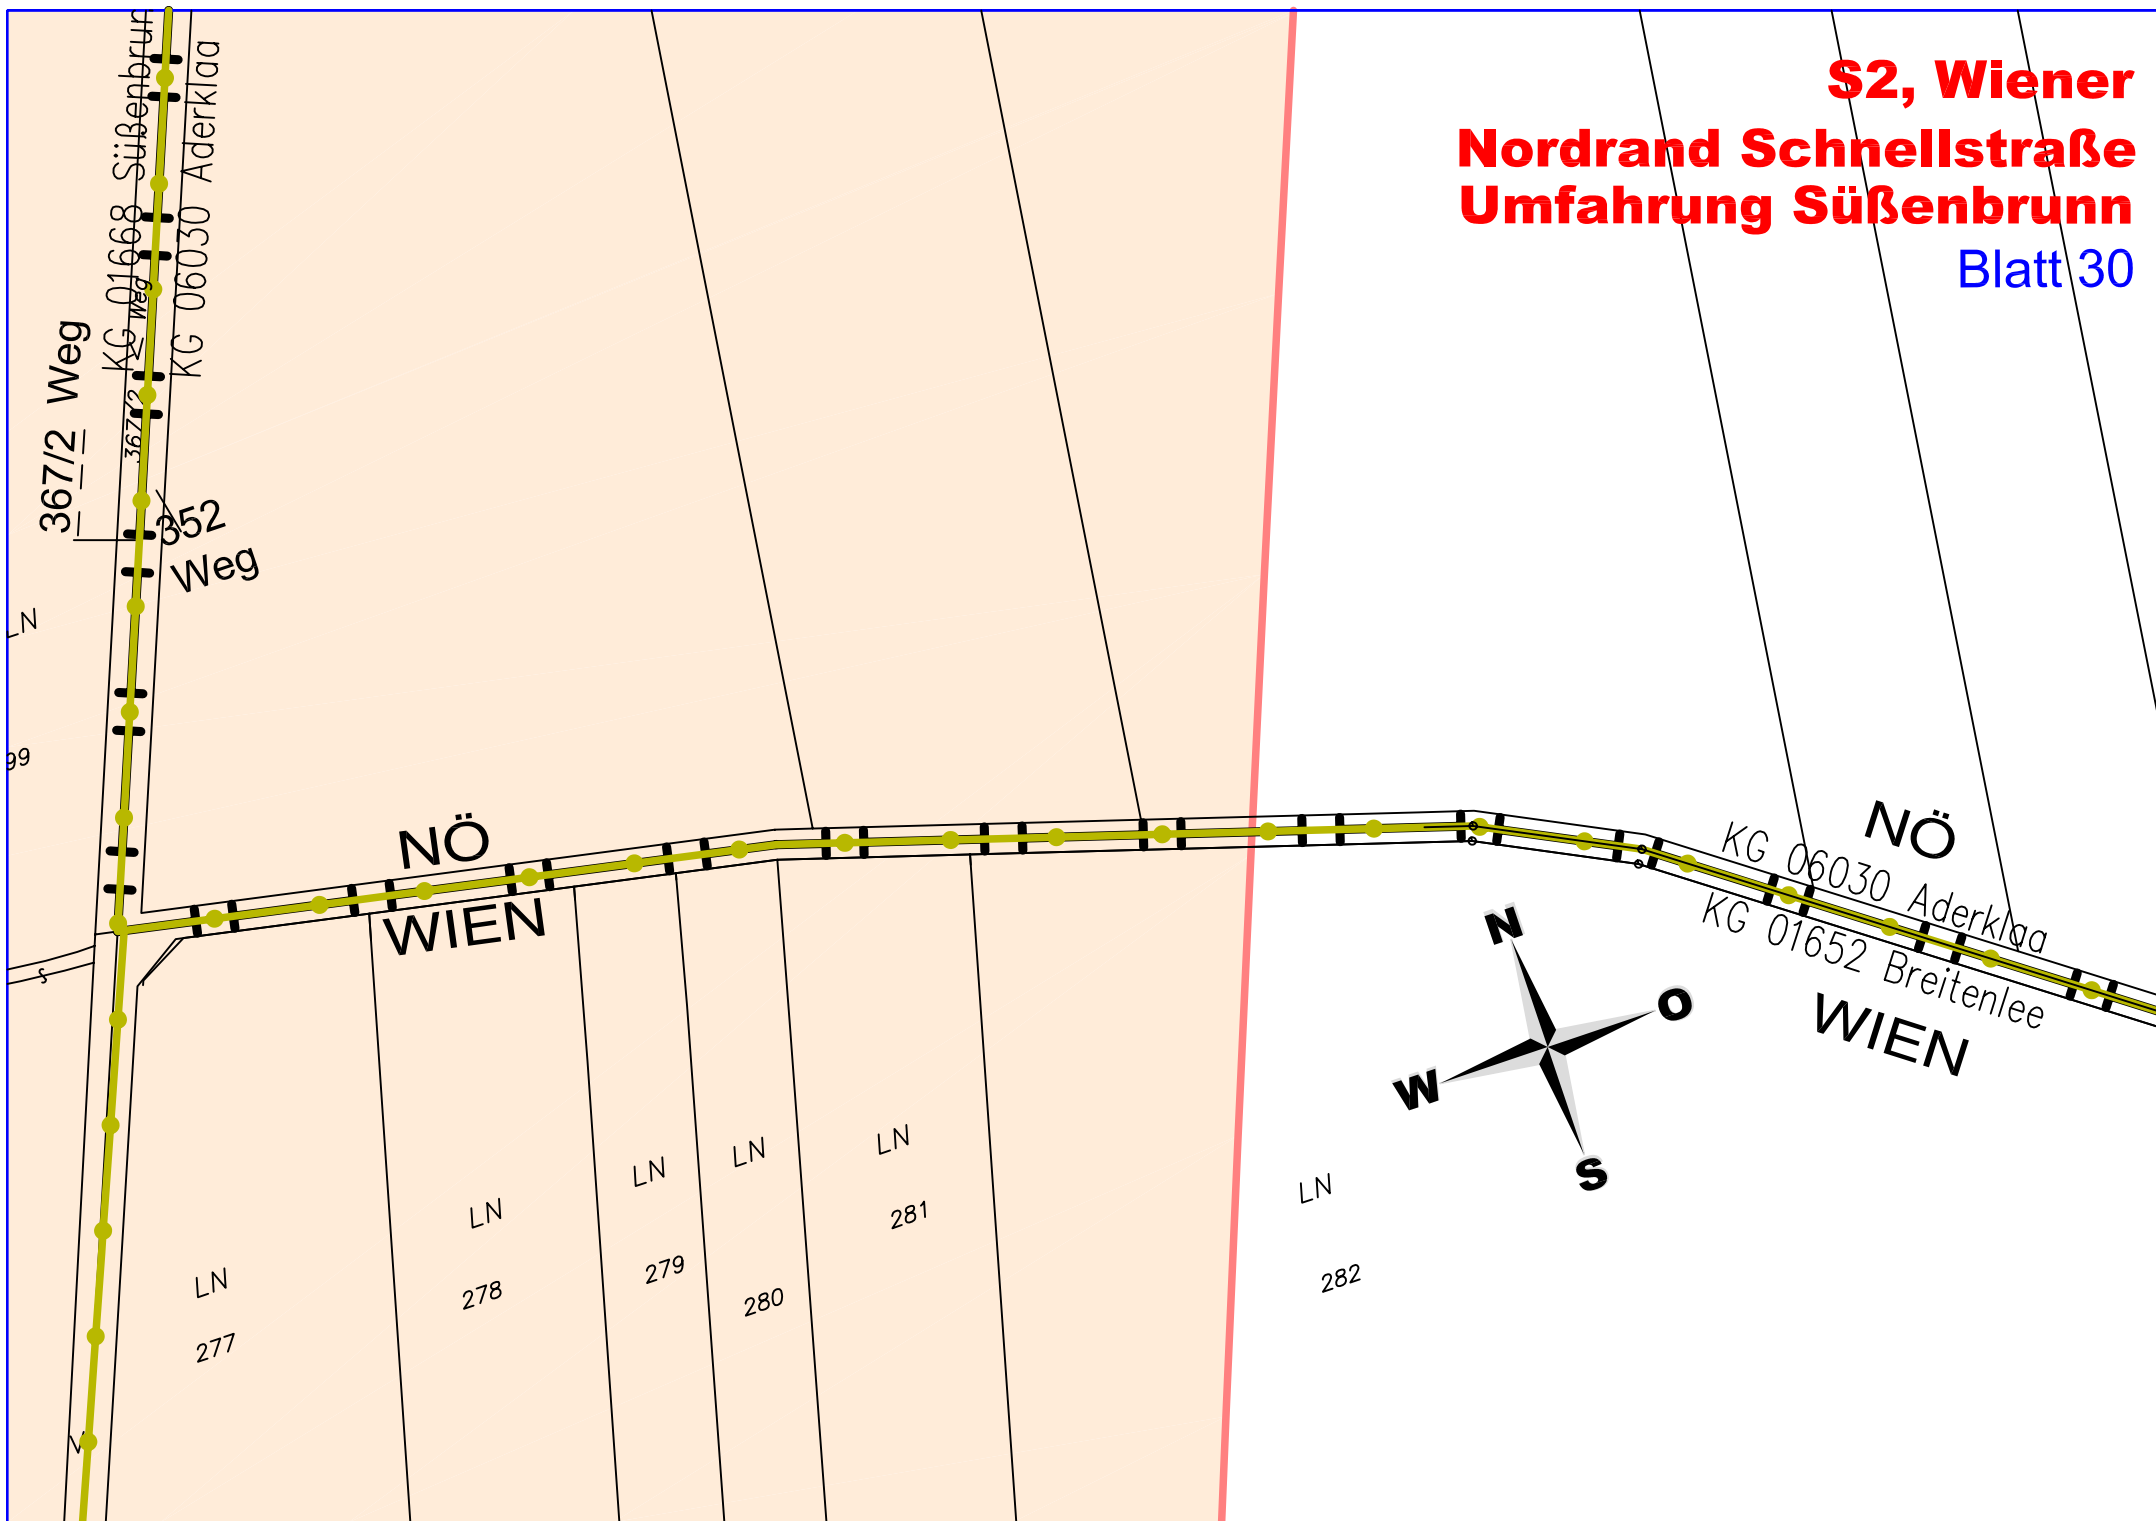 S2, Wiener
Nordrand Schnellstraße
Umfahrung Süßenbrunn
Blatt 30
KG 01668 Süßenbrun
KG 06030 Aderklaa
367/2 Weg
367/2 Weg
352
Weg
LN
99
NÖ
WIEN
NÖ
KG 06030 Aderklaa
KG 01652 Breitenlee
WIEN
N
O
W
S
LN
277
LN
278
LN
279
LN
280
LN
281
LN
282